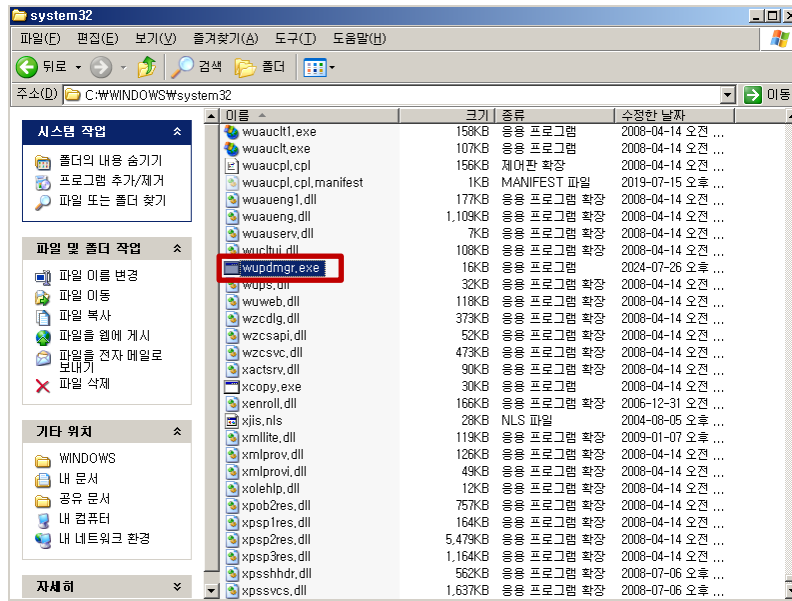 system32
파일(F) 편집(E) 보기(V) 즐겨찾기(A) 도구(T) 도움말(H)
뒤로 검색 폴더
주소(D) C:₩WINDOWS₩system32 이동
시스템 작업
폴더의 내용 숨기기
프로그램 추가/제거
파일 또는 폴더 찾기
파일 및 폴더 작업
파일 이름 변경
파일 이동
파일 복사
파일을 웹에 게시
파일을 전자 메일로
보내기
파일 삭제
기타 위치
WINDOWS
내 문서
공유 문서
내 컴퓨터
내 네트워크 환경
자세히
이름 크기 종류 수정한 날짜
wuauclt1.exe 158KB 응용 프로그램 2008-04-14 오전 ...
wuauclt.exe 107KB 응용 프로그램 2008-04-14 오전 ...
wuaucpl.cpl 156KB 제어판 확장 2008-04-14 오전 ...
wuaucpl.cpl.manifest 1KB MANIFEST 파일 2019-07-15 오후 ...
wuaueng1.dll 177KB 응용 프로그램 확장 2008-04-14 오전 ...
wuaueng.dll 1,109KB 응용 프로그램 확장 2008-04-14 오전 ...
wuauserv.dll 7KB 응용 프로그램 확장 2008-04-14 오전 ...
wucltui.dll 108KB 응용 프로그램 확장 2008-04-14 오전 ...
wupdmgr.exe 16KB 응용 프로그램 2024-07-26 오후 ...
wups.dll 32KB 응용 프로그램 확장 2008-04-14 오전 ...
wuweb.dll 118KB 응용 프로그램 확장 2008-04-14 오전 ...
wzcdlg.dll 373KB 응용 프로그램 확장 2008-04-14 오전 ...
wzcsapi.dll 52KB 응용 프로그램 확장 2008-04-14 오전 ...
wzcsvc.dll 473KB 응용 프로그램 확장 2008-04-14 오전 ...
xactsrv.dll 90KB 응용 프로그램 확장 2008-04-14 오전 ...
xcopy.exe 30KB 응용 프로그램 2008-04-14 오전 ...
xenroll.dll 166KB 응용 프로그램 확장 2006-12-31 오전 ...
xjis.nls 28KB NLS 파일 2004-08-05 오후 ...
xmllite.dll 119KB 응용 프로그램 확장 2009-01-07 오후 ...
xmlprov.dll 126KB 응용 프로그램 확장 2008-04-14 오전 ...
xmlprovi.dll 49KB 응용 프로그램 확장 2008-04-14 오전 ...
xolehlp.dll 12KB 응용 프로그램 확장 2008-04-14 오전 ...
xpob2res.dll 757KB 응용 프로그램 확장 2008-04-14 오전 ...
xpsp1res.dll 164KB 응용 프로그램 확장 2008-04-14 오전 ...
xpsp2res.dll 5,479KB 응용 프로그램 확장 2008-04-14 오전 ...
xpsp3res.dll 1,164KB 응용 프로그램 확장 2008-04-14 오전 ...
xpsshhdr.dll 562KB 응용 프로그램 확장 2008-07-06 오후 ...
xpssvcs.dll 1,637KB 응용 프로그램 확장 2008-07-06 오후 ...